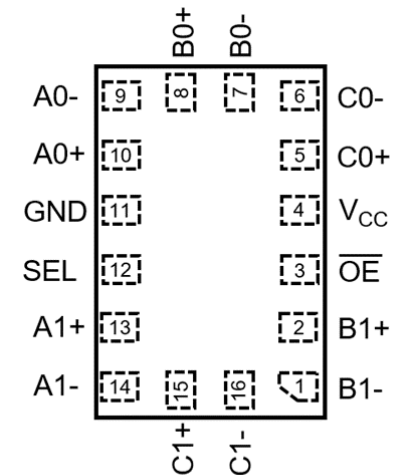 B0+ B0-
A0- 9 8 7 6 C0-
A0+ 10 5 C0+
GND 11 4 VCC
SEL 12 3 O̅E̅
A1+ 13 2 B1+
A1- 14 15 16 1 B1-
C1+ C1-